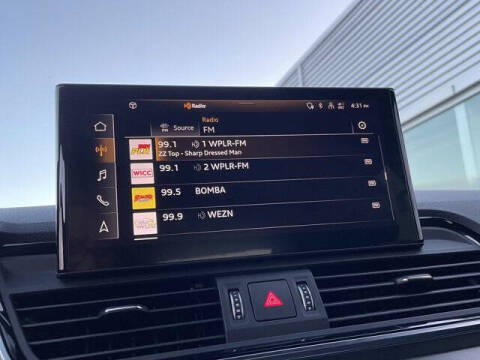 Radio
4:31 PM
Radio
Source
FM
99.1 1 WPLR-FM
ZZ Top - Sharp Dressed Man
WICC
99.1 2 WPLR-FM
99.5 BOMBA
99.9 WEZN